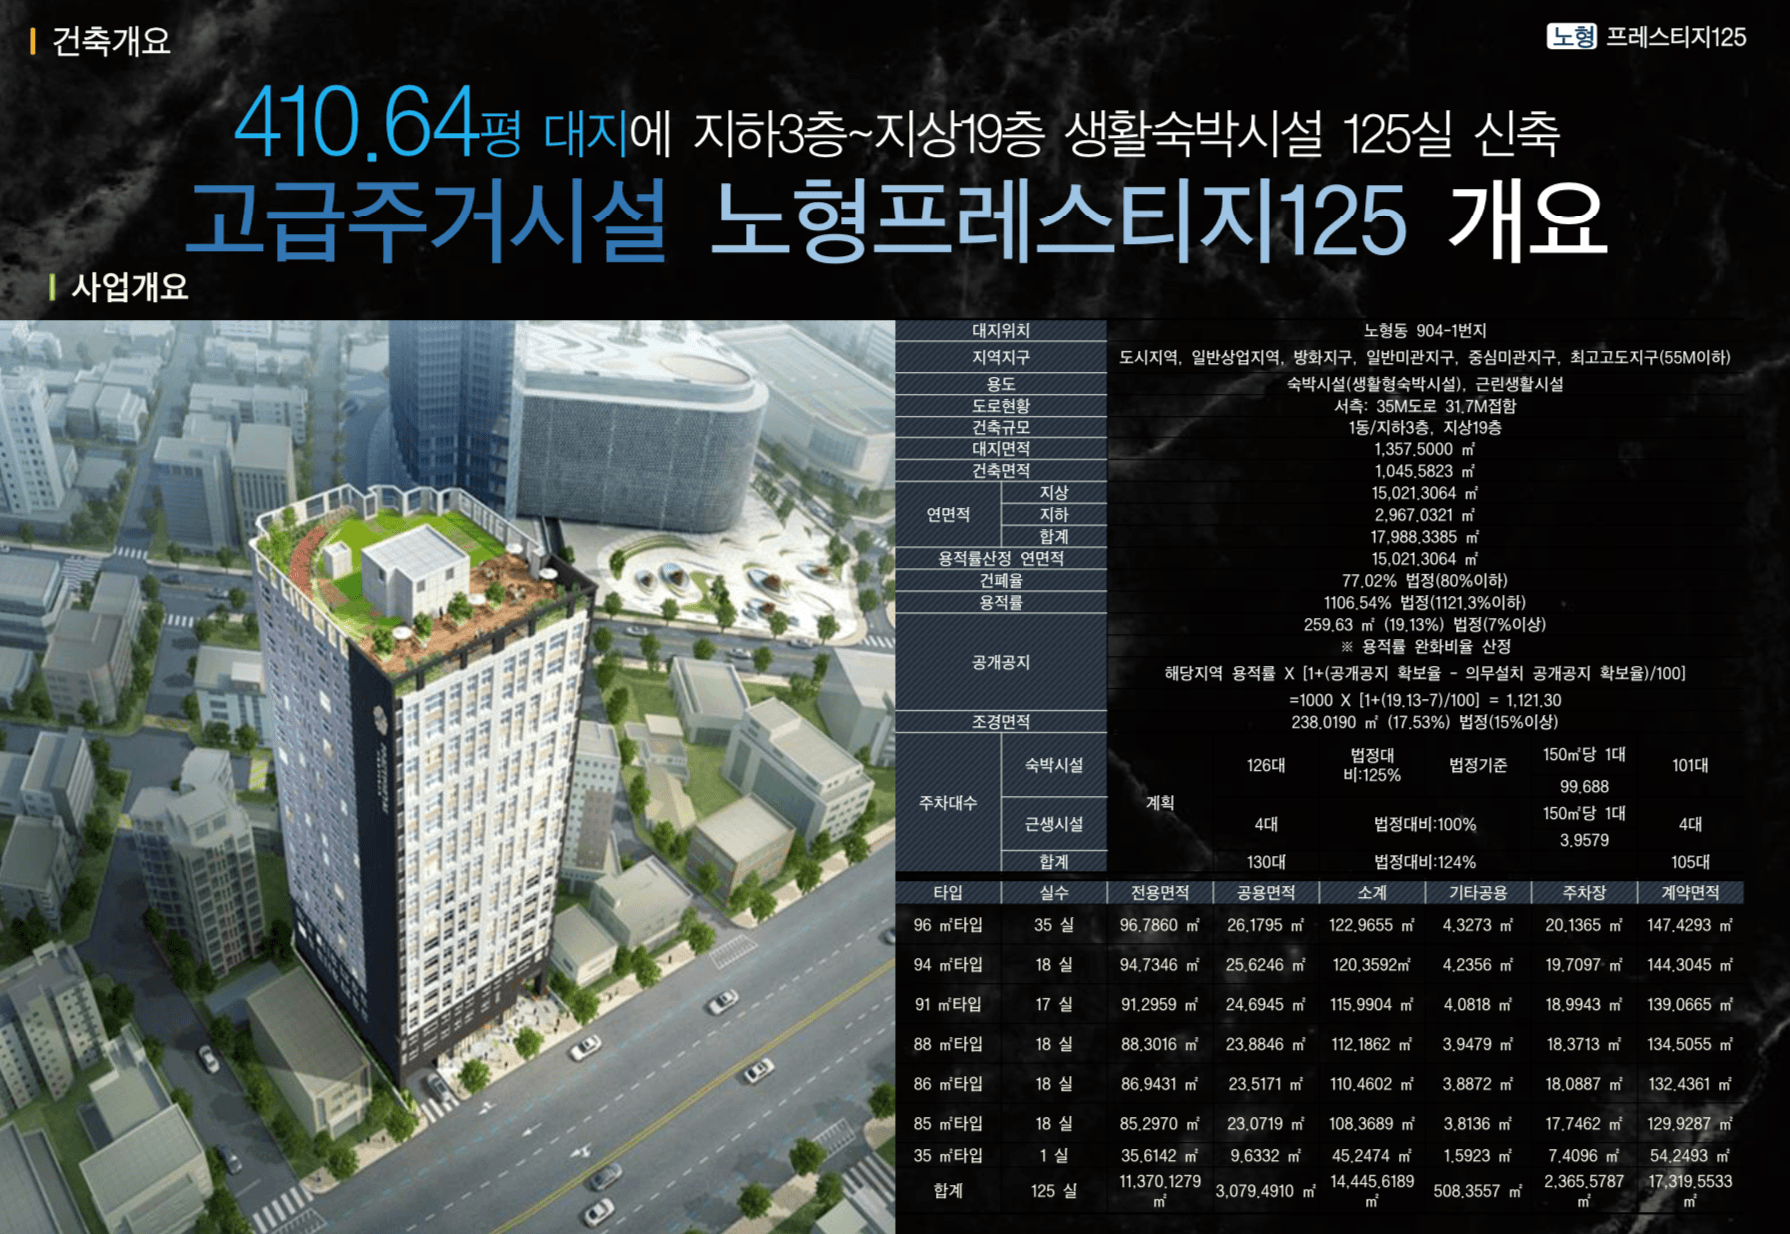 건축개요
노형 프레스티지125
410.64평 대지에 지하3층~지상19층 생활숙박시설 125실 신축
고급주거시설 노형프레스티지125 개요
사업개요
대지위치 노형동 904-1번지
지역지구 도시지역, 일반상업지역, 방화지구, 일반미관지구, 중심미관지구, 최고고도지구(55M이하)
용도 숙박시설(생활형숙박시설), 근린생활시설
도로현황 서측: 35M도로 31.7M접함
건축규모 1동/지하3층, 지상19층
대지면적 1,357.5000 ㎡
건축면적 1,045.5823 ㎡
연면적 지상 15,021.3064 ㎡
지하 2,967.0321 ㎡
합계 17,988.3385 ㎡
용적률산정 연면적 15,021.3064 ㎡
건폐율 77.02% 법정(80%이하)
용적률 1106.54% 법정(1121.3%이하)
공개공지 259.63 ㎡ (19.13%) 법정(7%이상)
※ 용적률 완화비율 산정
해당지역 용적률 X [1+(공개공지 확보율 - 의무설치 공개공지 확보율)/100]
=1000 X [1+(19.13-7)/100] = 1,121.30
조경면적 238.0190 ㎡ (17.53%) 법정(15%이상)
주차대수 숙박시설 계획 126대 법정대비:125% 법정기준 150㎡당 1대 101대
99.688
근생시설 4대 법정대비:100% 150㎡당 1대 4대
3.9579
합계 130대 법정대비:124% 105대
타입 실수 전용면적 공용면적 소계 기타공용 주차장 계약면적
96 ㎡타입 35 실 96.7860 ㎡ 26.1795 ㎡ 122.9655 ㎡ 4.3273 ㎡ 20.1365 ㎡ 147.4293 ㎡
94 ㎡타입 18 실 94.7346 ㎡ 25.6246 ㎡ 120.3592㎡ 4.2356 ㎡ 19.7097 ㎡ 144.3045 ㎡
91 ㎡타입 17 실 91.2959 ㎡ 24.6945 ㎡ 115.9904 ㎡ 4.0818 ㎡ 18.9943 ㎡ 139.0665 ㎡
88 ㎡타입 18 실 88.3016 ㎡ 23.8846 ㎡ 112.1862 ㎡ 3.9479 ㎡ 18.3713 ㎡ 134.5055 ㎡
86 ㎡타입 18 실 86.9431 ㎡ 23.5171 ㎡ 110.4602 ㎡ 3.8872 ㎡ 18.0887 ㎡ 132.4361 ㎡
85 ㎡타입 18 실 85.2970 ㎡ 23.0719 ㎡ 108.3689 ㎡ 3.8136 ㎡ 17.7462 ㎡ 129.9287 ㎡
35 ㎡타입 1 실 35.6142 ㎡ 9.6332 ㎡ 45.2474 ㎡ 1.5923 ㎡ 7.4096 ㎡ 54.2493 ㎡
합계 125 실 11,370.1279 ㎡ 3,079.4910 ㎡ 14,445.6189 ㎡ 508.3557 ㎡ 2,365.5787 ㎡ 17,319.5533 ㎡